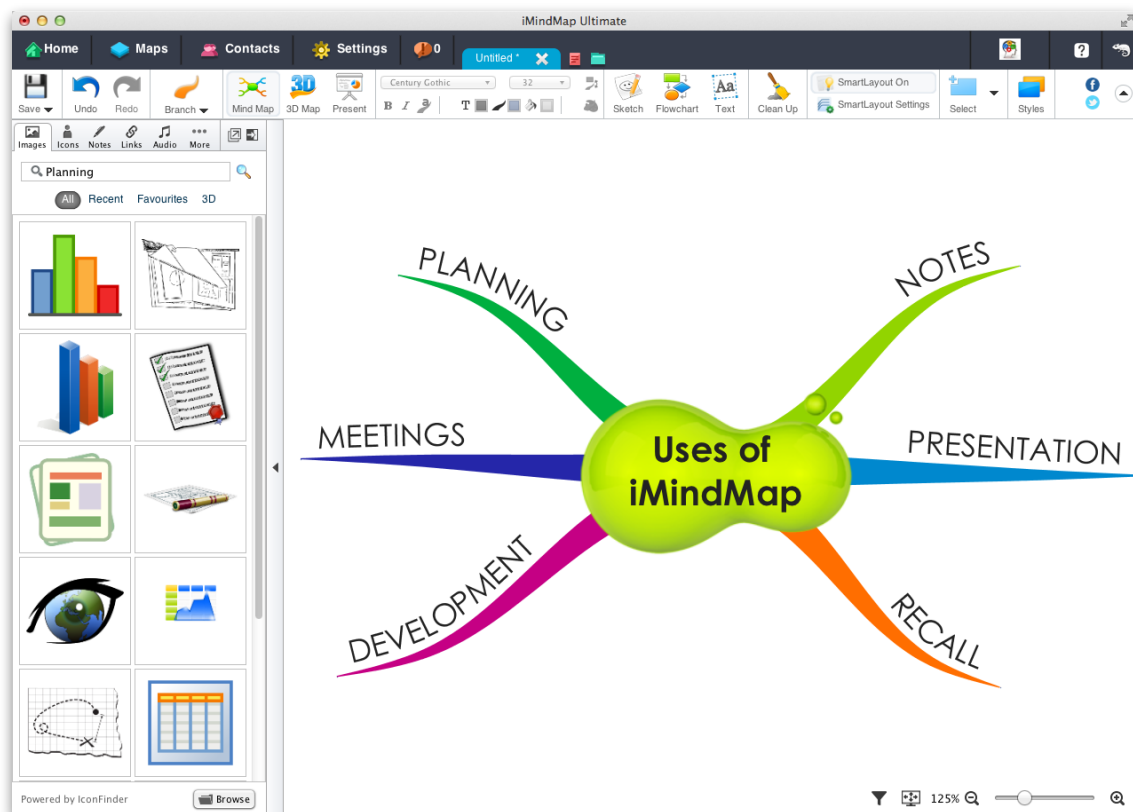 iMindMap Ultimate
Home Maps Contacts Settings 0 Untitled * ?
Save Undo Redo Branch Mind Map 3D 3D Map Present
Century Gothic 32
B I T
Sketch Flowchart Aa Text Clean Up
SmartLayout On
SmartLayout Settings
Select Styles
Images Icons Notes Links Audio More
Planning
All Recent Favourites 3D
PLANNING
NOTES
MEETINGS
PRESENTATION
Uses of
iMindMap
DEVELOPMENT
RECALL
Powered by IconFinder Browse
125%